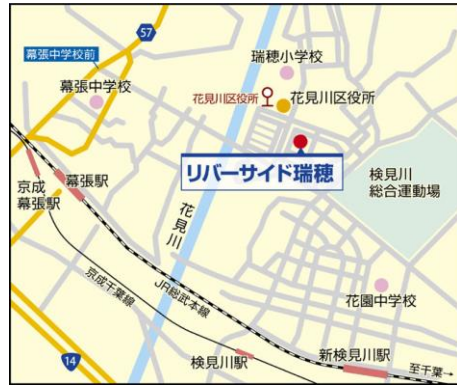 57
幕張中学校前
幕張中学校
瑞穂小学校
花見川区役所
花見川区役所
リバーサイド瑞穂
検見川
総合運動場
幕張駅
京成
幕張駅
花見川
京成千葉線
JR総武本線
花園中学校
14
検見川駅
新検見川駅
至千葉→